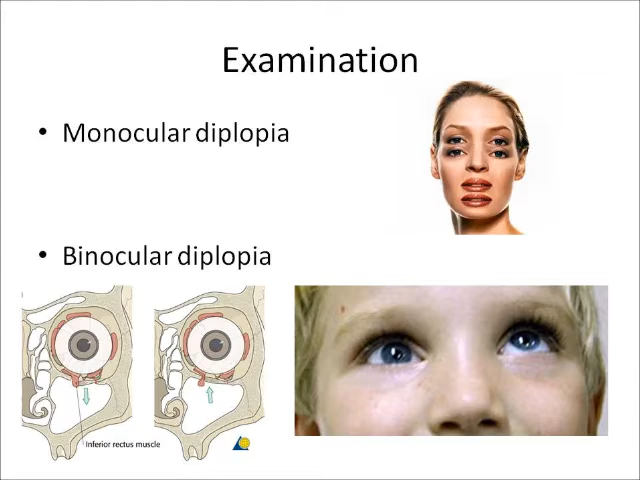 Examination
• Monocular diplopia
• Binocular diplopia
Inferior rectus muscle